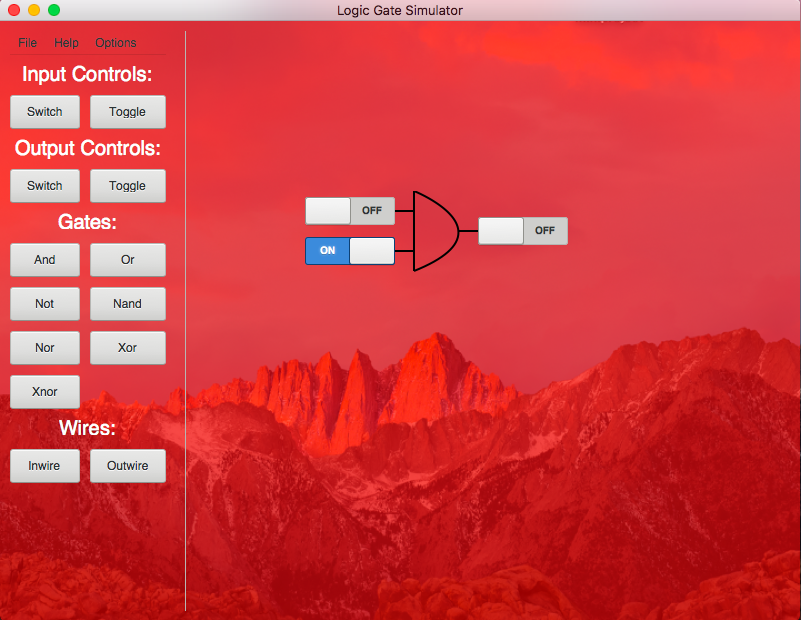 Logic Gate Simulator
File Help Options
Input Controls:
Switch Toggle
Output Controls:
Switch Toggle
Gates:
And Or
Not Nand
Nor Xor
Xnor
Wires:
Inwire Outwire
OFF
ON
OFF